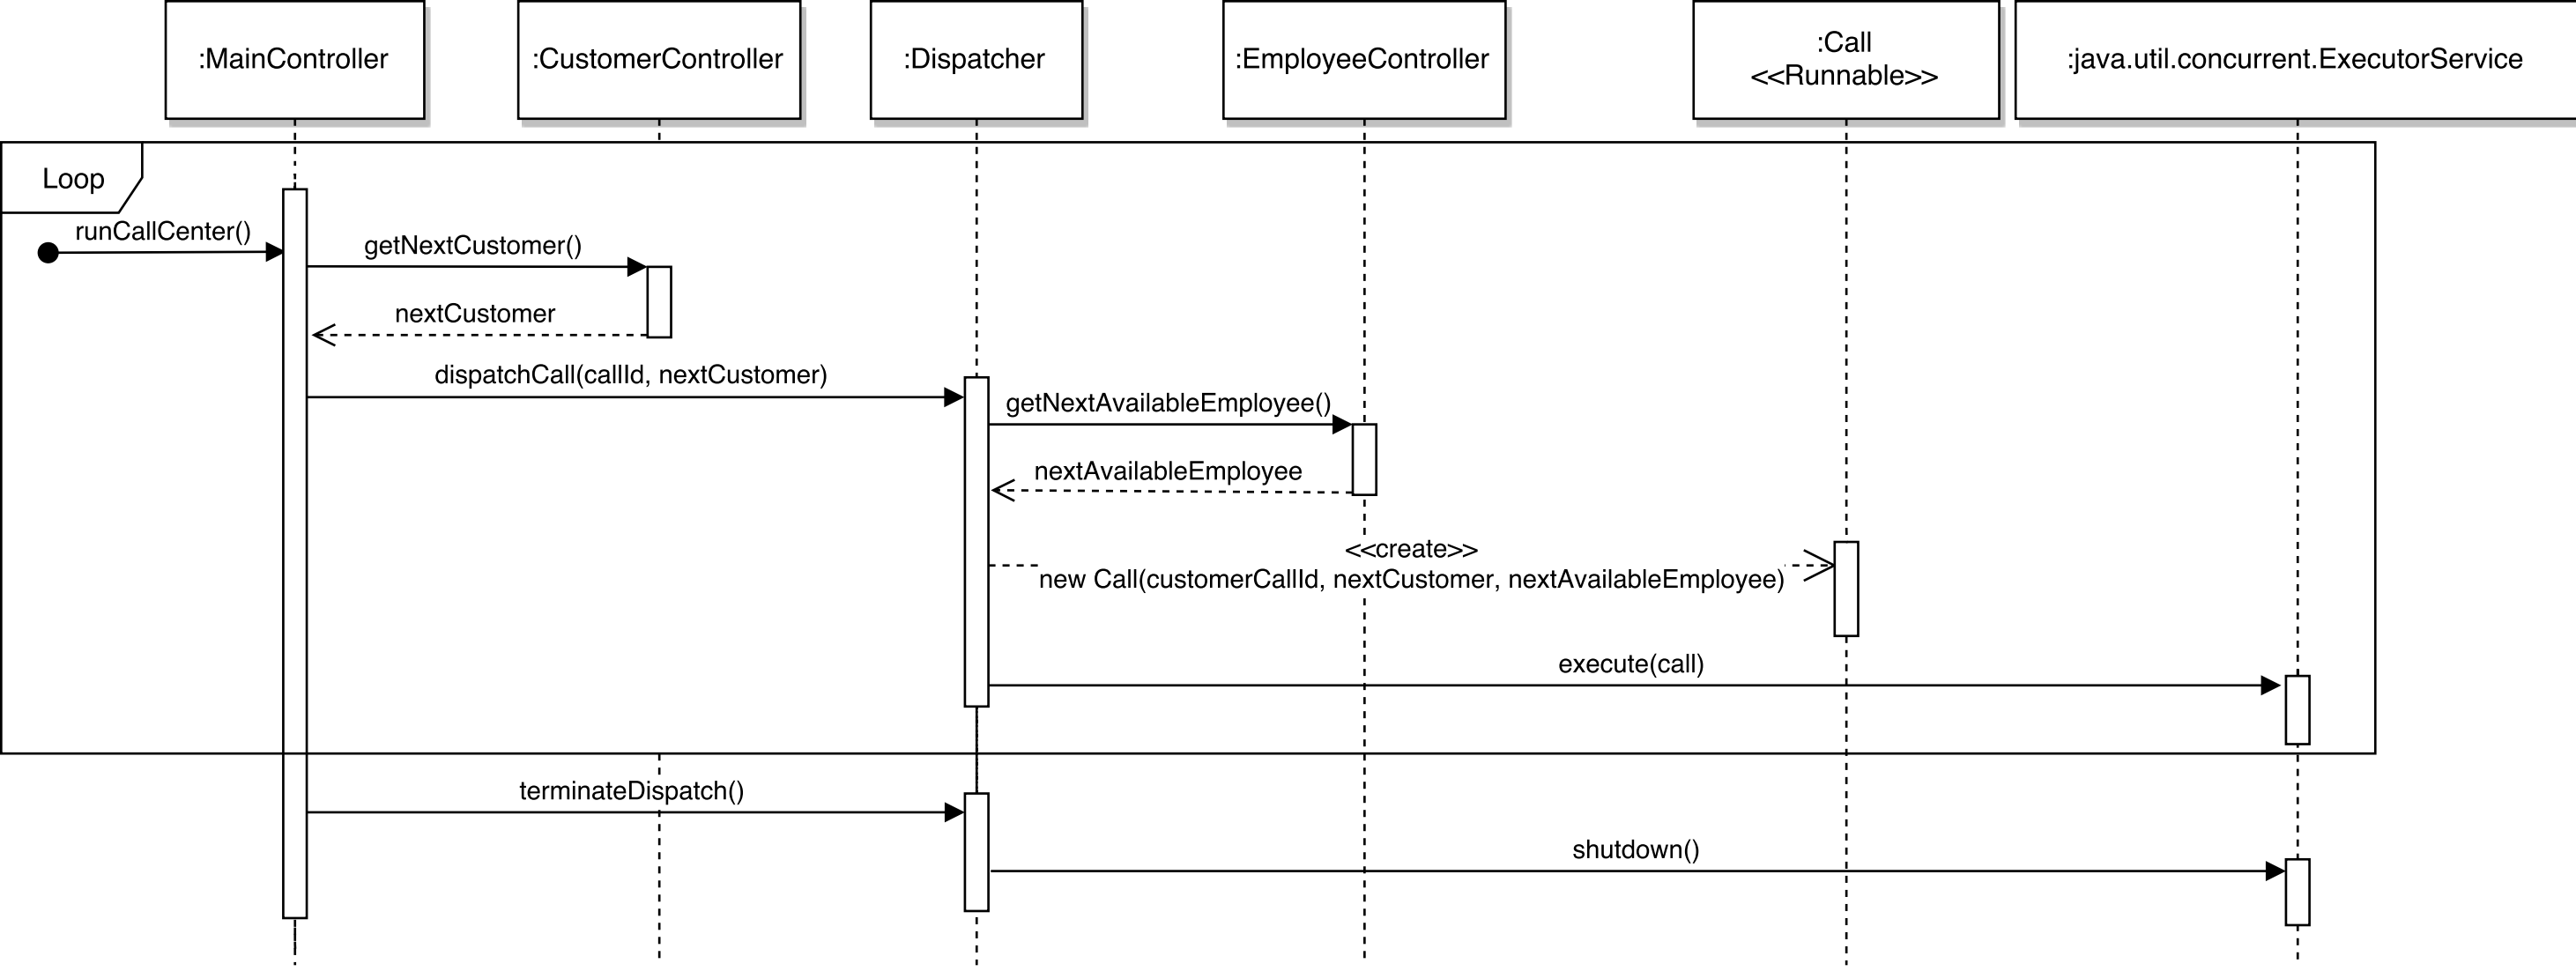 :MainController
:CustomerController
:Dispatcher
:EmployeeController
:Call
<<Runnable>>
:java.util.concurrent.ExecutorService
Loop
runCallCenter()
getNextCustomer()
nextCustomer
dispatchCall(callId, nextCustomer)
getNextAvailableEmployee()
nextAvailableEmployee
<<create>>
new Call(customerCallId, nextCustomer, nextAvailableEmployee)
execute(call)
terminateDispatch()
shutdown()